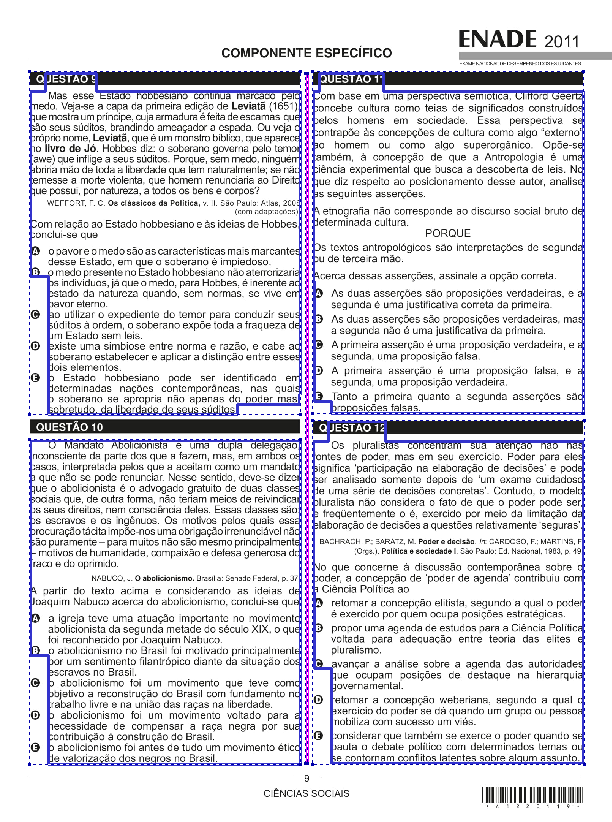 ENADE 2011
EXAME NACIONAL DE DESEMPENHO DOS ESTUDANTES
COMPONENTE ESPECÍFICO
QUESTÃO 9
Mas esse Estado hobbesiano continua marcado pelo
medo. Veja-se a capa da primeira edição de Leviatã (1651),
que mostra um príncipe, cuja armadura é feita de escamas que
são seus súditos, brandindo ameaçador a espada. Ou veja o
próprio nome, Leviatã, que é um monstro bíblico, que aparece
no livro de Jó. Hobbes diz: o soberano governa pelo temor
(awe) que inflige a seus súditos. Porque, sem medo, ninguém
abriria mão de toda a liberdade que tem naturalmente; se não
temesse a morte violenta, que homem renunciaria ao Direito
que possui, por natureza, a todos os bens e corpos?
WEFFORT, F. C. Os clássicos da Política, v. II. São Paulo: Atlas, 2006
(com adaptações)
Com relação ao Estado hobbesiano e às ideias de Hobbes,
conclui-se que
A o pavor e o medo são as características mais marcantes
desse Estado, em que o soberano é impiedoso.
B o medo presente no Estado hobbesiano não aterrorizaria
os indivíduos, já que o medo, para Hobbes, é inerente ao
estado da natureza quando, sem normas, se vive em
pavor eterno.
C ao utilizar o expediente do temor para conduzir seus
súditos à ordem, o soberano expõe toda a fraqueza de
um Estado sem leis.
D existe uma simbiose entre norma e razão, e cabe ao
soberano estabelecer e aplicar a distinção entre esses
dois elementos.
E o Estado hobbesiano pode ser identificado em
determinadas nações contemporâneas, nas quais
o soberano se apropria não apenas do poder mas,
sobretudo, da liberdade de seus súditos.
QUESTÃO 10
O Mandato Abolicionista é uma dupla delegação,
inconsciente da parte dos que a fazem, mas, em ambos os
casos, interpretada pelos que a aceitam como um mandato
a que não se pode renunciar. Nesse sentido, deve-se dizer
que o abolicionista é o advogado gratuito de duas classes
sociais que, de outra forma, não teriam meios de reivindicar
os seus direitos, nem consciência deles. Essas classes são:
os escravos e os ingênuos. Os motivos pelos quais essa
procuração tácita impõe-nos uma obrigação irrenunciável não
são puramente – para muitos não são mesmo principalmente
– motivos de humanidade, compaixão e defesa generosa do
fraco e do oprimido.
NABUCO, J. O abolicionismo. Brasília: Senado Federal, p. 37
A partir do texto acima e considerando as ideias de
Joaquim Nabuco acerca do abolicionismo, conclui-se que
A a igreja teve uma atuação importante no movimento
abolicionista da segunda metade do século XIX, o que
foi reconhecido por Joaquim Nabuco.
B o abolicionismo no Brasil foi motivado principalmente
por um sentimento filantrópico diante da situação dos
escravos no Brasil.
C o abolicionismo foi um movimento que teve como
objetivo a reconstrução do Brasil com fundamento no
trabalho livre e na união das raças na liberdade.
D o abolicionismo foi um movimento voltado para a
necessidade de compensar a raça negra por sua
contribuição à construção do Brasil.
E o abolicionismo foi antes de tudo um movimento ético
de valorização dos negros no Brasil.
QUESTÃO 11
Com base em uma perspectiva semiótica, Clifford Geertz
concebe cultura como teias de significados construídos
pelos homens em sociedade. Essa perspectiva se
contrapõe às concepções de cultura como algo “externo”
ao homem ou como algo superorgânico. Opõe-se
também, à concepção de que a Antropologia é uma
ciência experimental que busca a descoberta de leis. No
que diz respeito ao posicionamento desse autor, analise
as seguintes asserções.
A etnografia não corresponde ao discurso social bruto de
determinada cultura.
PORQUE
Os textos antropológicos são interpretações de segunda
ou de terceira mão.
Acerca dessas asserções, assinale a opção correta.
A As duas asserções são proposições verdadeiras, e a
segunda é uma justificativa correta da primeira.
B As duas asserções são proposições verdadeiras, mas
a segunda não é uma justificativa da primeira.
C A primeira asserção é uma proposição verdadeira, e a
segunda, uma proposição falsa.
D A primeira asserção é uma proposição falsa, e a
segunda, uma proposição verdadeira.
E Tanto a primeira quanto a segunda asserções são
proposições falsas.
QUESTÃO 12
Os pluralistas concentram sua atenção não nas
fontes de poder, mas em seu exercício. Poder para eles
significa ‘participação na elaboração de decisões’ e pode
ser analisado somente depois de ‘um exame cuidadoso
de uma série de decisões concretas’. Contudo, o modelo
pluralista não considera o fato de que o poder pode ser,
e freqüentemente o é, exercido por meio da limitação da
elaboração de decisões a questões relativamente ‘seguras’.
BACHRACH, P.; BARATZ, M. Poder e decisão. In: CARDOSO, F.; MARTINS, F.
(Orgs.). Política e sociedade I. São Paulo: Ed. Nacional, 1983, p. 49.
No que concerne à discussão contemporânea sobre o
poder, a concepção de ‘poder de agenda’ contribuiu com
a Ciência Política ao
A retomar a concepção elitista, segundo a qual o poder
é exercido por quem ocupa posições estratégicas.
B propor uma agenda de estudos para a Ciência Política
voltada para adequação entre teoria das elites e
pluralismo.
C avançar a análise sobre a agenda das autoridades
que ocupam posições de destaque na hierarquia
governamental.
D retomar a concepção weberiana, segundo a qual o
exercício do poder se dá quando um grupo ou pessoa
mobiliza com sucesso um viés.
E considerar que também se exerce o poder quando se
pauta o debate político com determinados temas ou
se contornam conflitos latentes sobre algum assunto.
9
CIÊNCIAS SOCIAIS